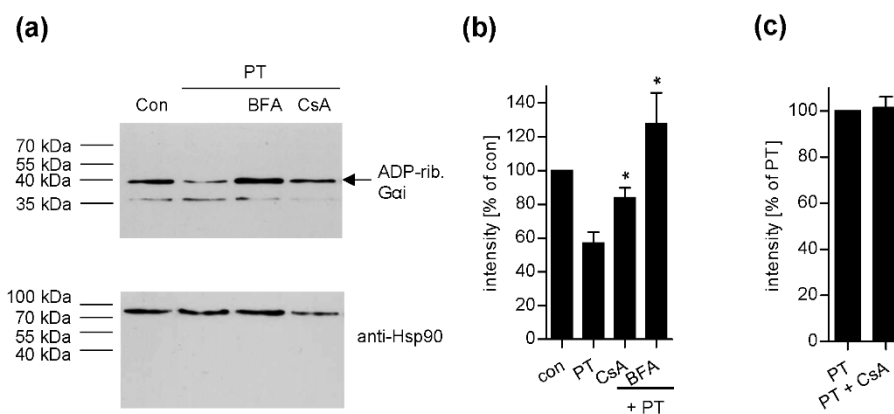 (a)
PT
Con BFA CsA
70 kDa
55 kDa
40 kDa
35 kDa
ADP-rib.
Gαi
100 kDa
70 kDa
55 kDa
40 kDa
anti-Hsp90
(b)
intensity [% of con]
140
120
100
80
60
40
20
0
*
*
con PT CsA BFA
+ PT
(c)
intensity [% of PT]
100
80
60
40
20
0
PT
PT + CsA